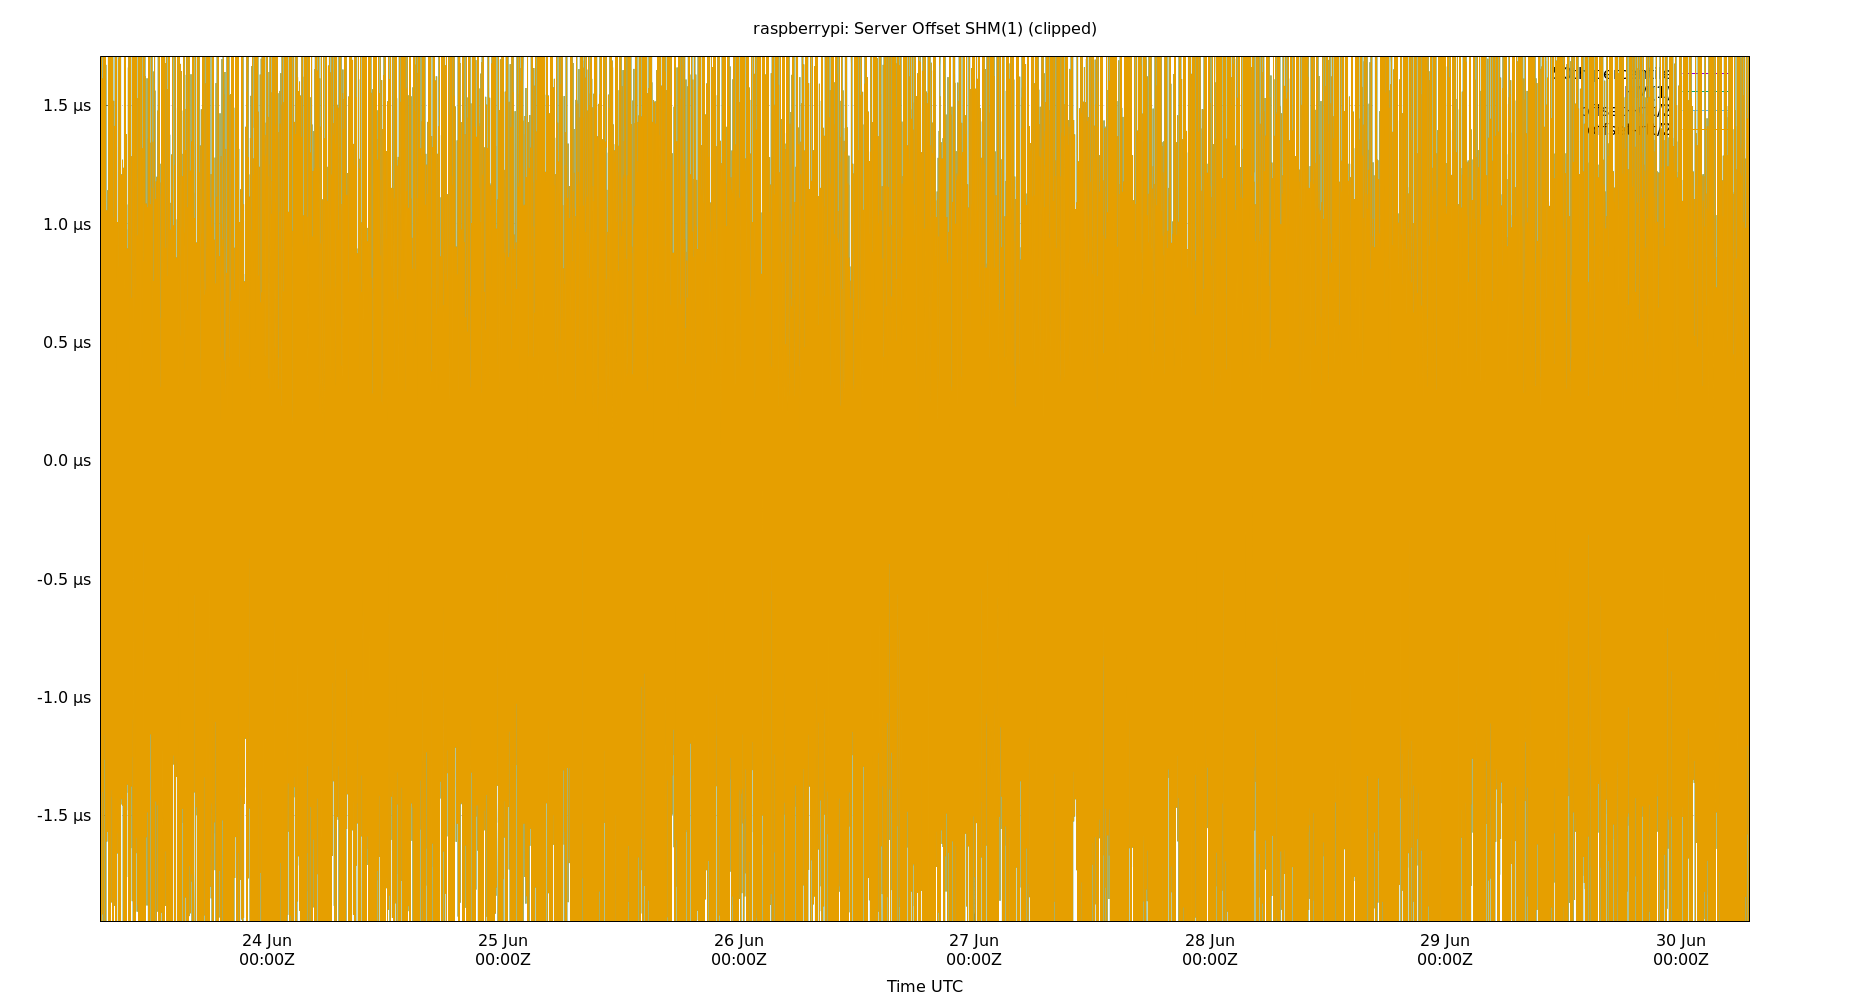 raspberrypi: Server Offset SHM(1) (clipped)
1.5 µs
1.0 µs
0.5 µs
0.0 µs
-0.5 µs
-1.0 µs
-1.5 µs
24 Jun 25 Jun 26 Jun 27 Jun 28 Jun 29 Jun 30 Jun
00:00Z 00:00Z 00:00Z 00:00Z 00:00Z 00:00Z 00:00Z
Time UTC